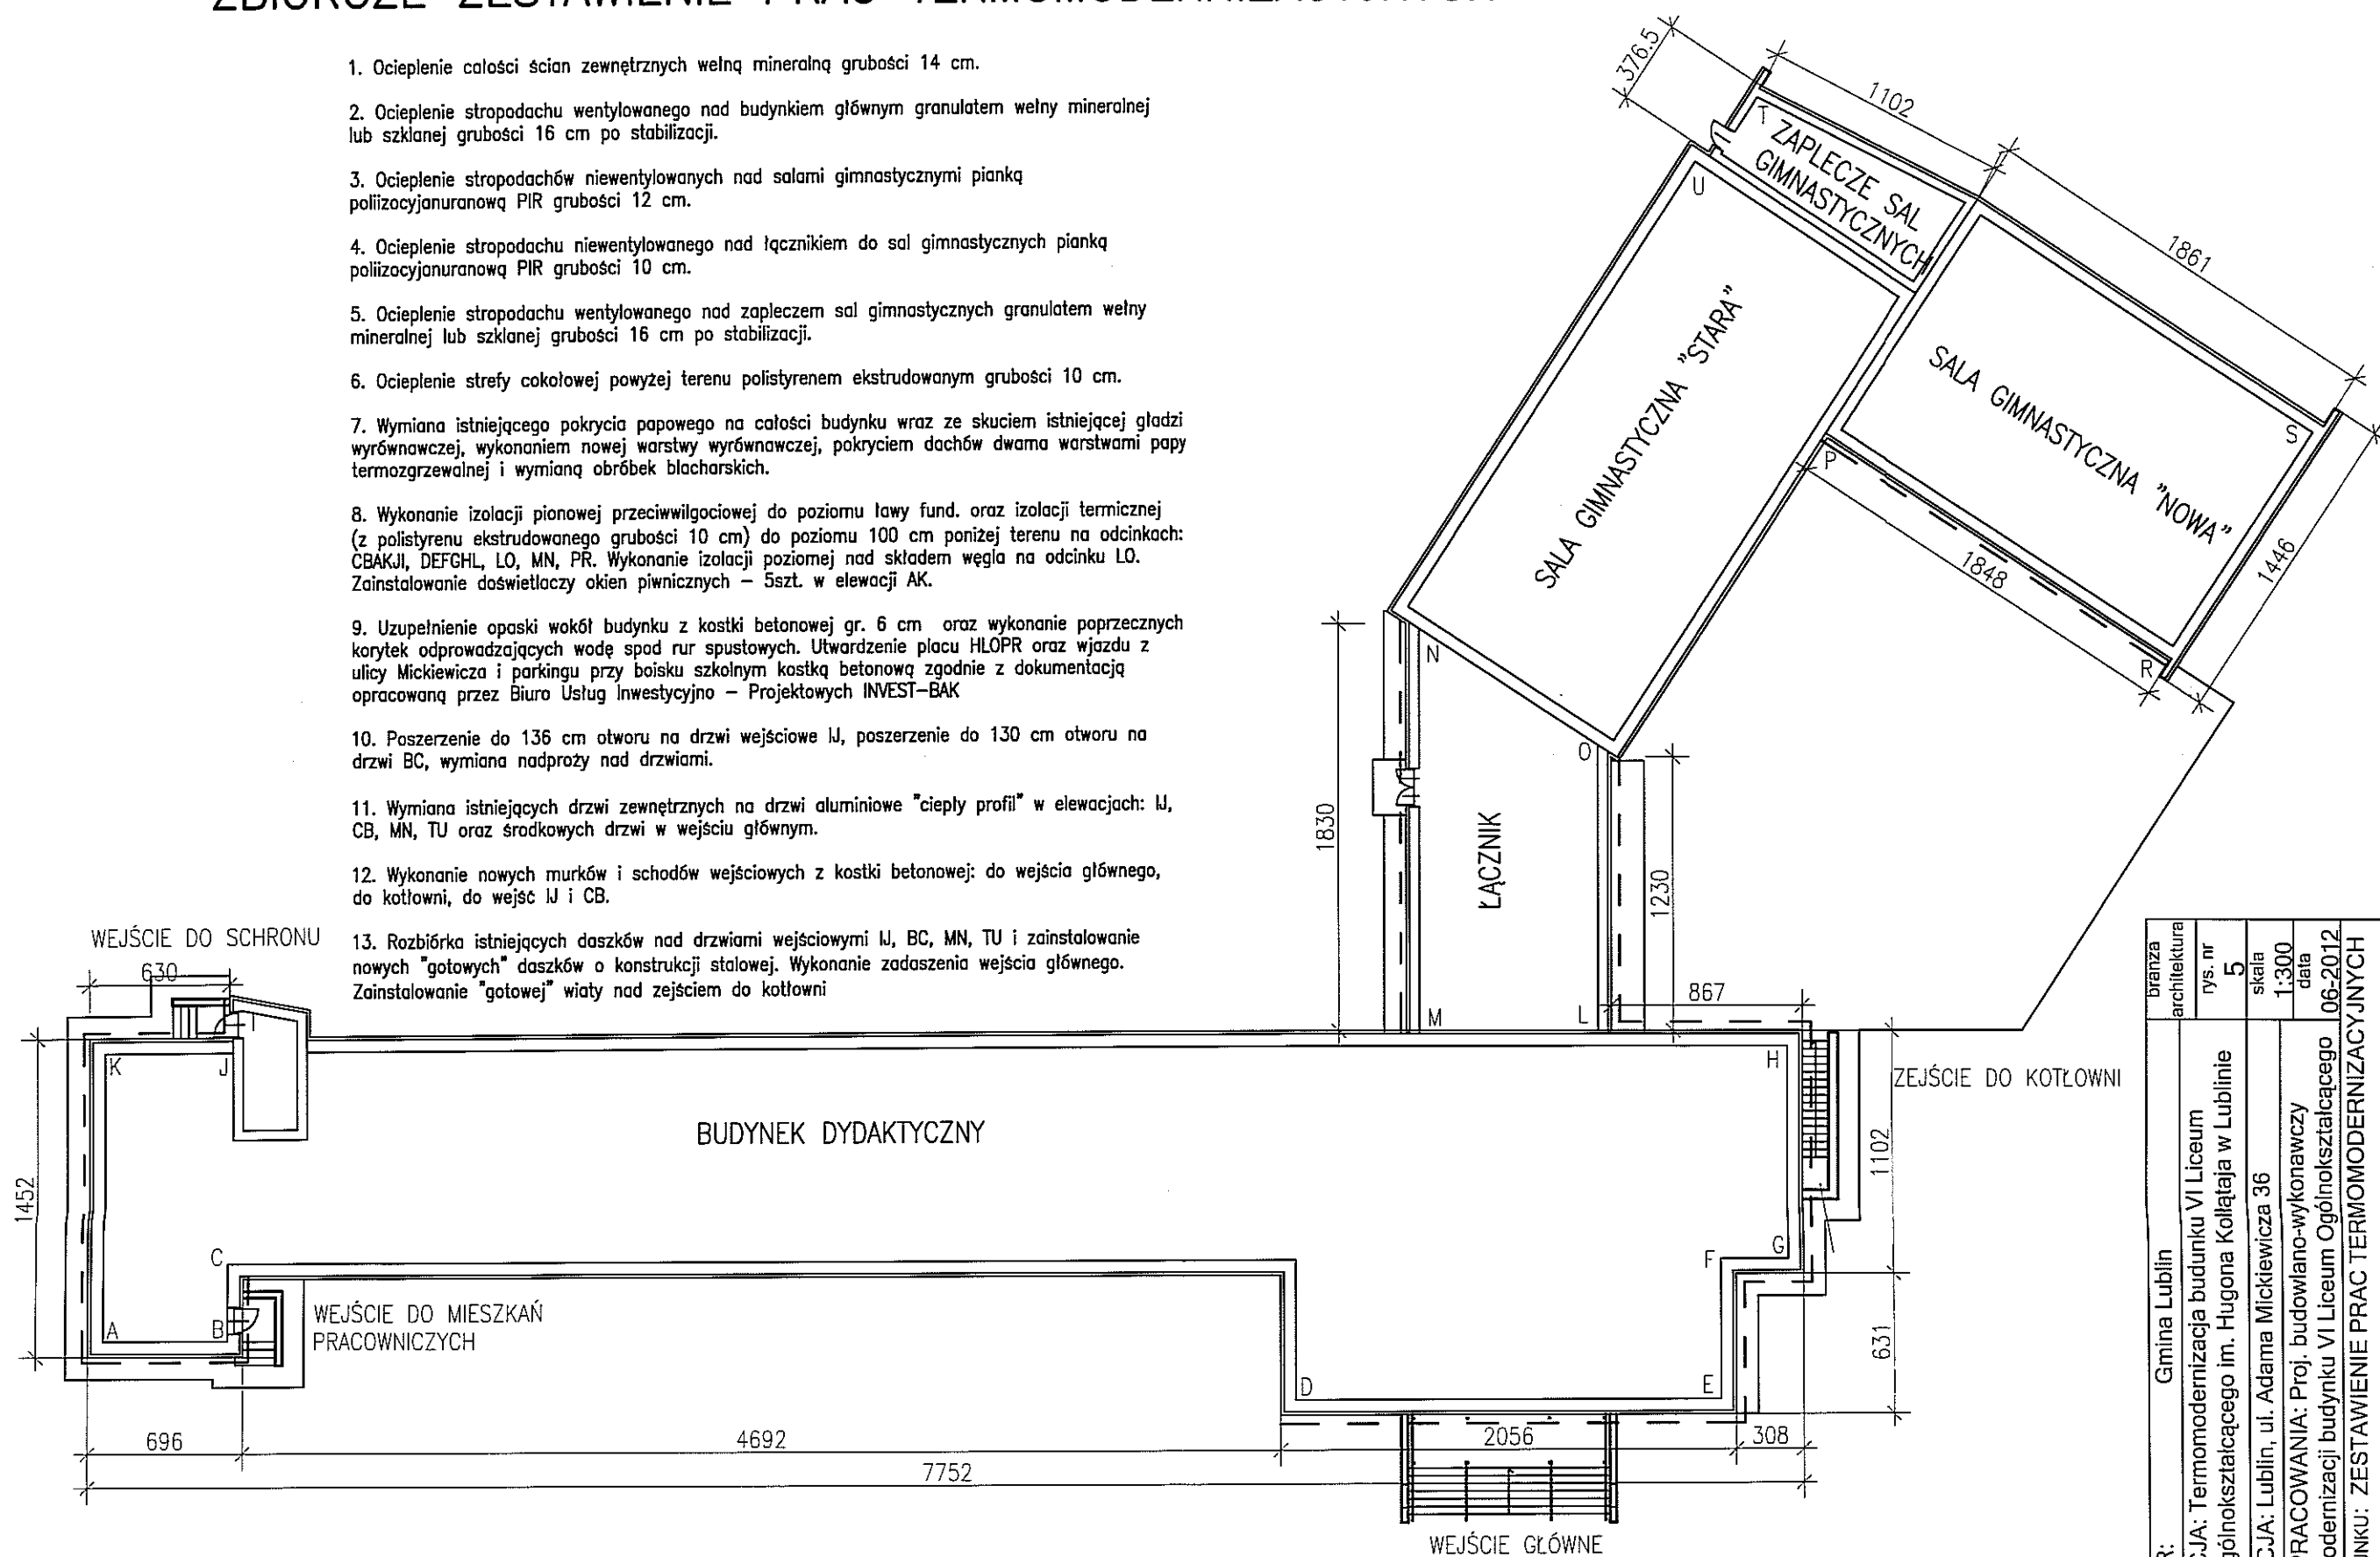 ZBIORCZE ZESTAWIENIE PRAC TERMOMODERNIZACYJNYCH
1. Ocieplenie całości ścian zewnętrznych wełną mineralną grubości 14 cm.
2. Ocieplenie stropodachu wentylowanego nad budynkiem głównym granulatem wełny mineralnej
lub szklanej grubości 16 cm po stabilizacji.
3. Ocieplenie stropodachów niewentylowanych nad salami gimnastycznymi pianką
poliizocyjanuranową PIR grubości 12 cm.
4. Ocieplenie stropodachu niewentylowanego nad łącznikiem do sal gimnastycznych pianką
poliizocyjanuranową PIR grubości 10 cm.
5. Ocieplenie stropodachu wentylowanego nad zapleczem sal gimnastycznych granulatem wełny
mineralnej lub szklanej grubości 16 cm po stabilizacji.
6. Ocieplenie strefy cokołowej powyżej terenu polistyrenem ekstrudowanym grubości 10 cm.
7. Wymiana istniejącego pokrycia papowego na całości budynku wraz ze skuciem istniejącej gładzi
wyrównawczej, wykonaniem nowej warstwy wyrównawczej, pokryciem dachów dwama warstwami papy
termozgrzewalnej i wymianą obróbek blacharskich.
8. Wykonanie izolacji pionowej przeciwwilgociowej do poziomu ławy fund. oraz izolacji termicznej
(z polistyrenu ekstrudowanego grubości 10 cm) do poziomu 100 cm poniżej terenu na odcinkach:
CBAKJI, DEFGHL, LO, MN, PR. Wykonanie izolacji poziomej nad składem węgla na odcinku LO.
Zainstalowanie doświetlaczy okien piwnicznych – 5szt. w elewacji AK.
9. Uzupełnienie opaski wokół budynku z kostki betonowej gr. 6 cm oraz wykonanie poprzecznych
korytek odprowadzających wodę spod rur spustowych. Utwardzenie placu HLOPR oraz wjazdu z
ulicy Mickiewicza i parkingu przy boisku szkolnym kostką betonową zgodnie z dokumentacją
opracowaną przez Biuro Usług Inwestycyjno – Projektowych INVEST–BAK
10. Poszerzenie do 136 cm otworu na drzwi wejściowe IJ, poszerzenie do 130 cm otworu na
drzwi BC, wymiana nadproży nad drzwiami.
11. Wymiana istniejących drzwi zewnętrznych na drzwi aluminiowe "ciepły profil" w elewacjach: IJ,
CB, MN, TU oraz środkowych drzwi w wejściu głównym.
12. Wykonanie nowych murków i schodów wejściowych z kostki betonowej: do wejścia głównego,
do kotłowni, do wejść IJ i CB.
13. Rozbiórka istniejących daszków nad drzwiami wejściowymi IJ, BC, MN, TU i zainstalowanie
nowych "gotowych" daszków o konstrukcji stalowej. Wykonanie zadaszenia wejścia głównego.
Zainstalowanie "gotowej" wiaty nad zejściem do kotłowni
376.5
1102
1861
T
ZAPLECZE SAL
GIMNASTYCZNYCH
U
SALA GIMNASTYCZNA "STARA"
SALA GIMNASTYCZNA "NOWA"
S
P
1848
1446
R
N
O
1830
ŁĄCZNIK
1230
M
L
867
WEJŚCIE DO SCHRONU
630
I
K
J
H
ZEJŚCIE DO KOTŁOWNI
BUDYNEK DYDAKTYCZNY
1452
1102
C
F
G
A
B
WEJŚCIE DO MIESZKAŃ
PRACOWNICZYCH
D
E
631
696
4692
2056
308
7752
WEJŚCIE GŁÓWNE
branża
architektura
rys. nr
5
skala
1:300
data
06-2012
R:
Gmina Lublin
CJA: Termomodernizacja budunku VI Liceum
gólnokształcącego im. Hugona Kołłątaja w Lublinie
CJA: Lublin, ul. Adama Mickiewicza 36
PRACOWANIA: Proj. budowlano-wykonawczy
odernizacji budynku VI Liceum Ogólnokształcącego
NKU: ZESTAWIENIE PRAC TERMOMODERNIZACYJNYCH